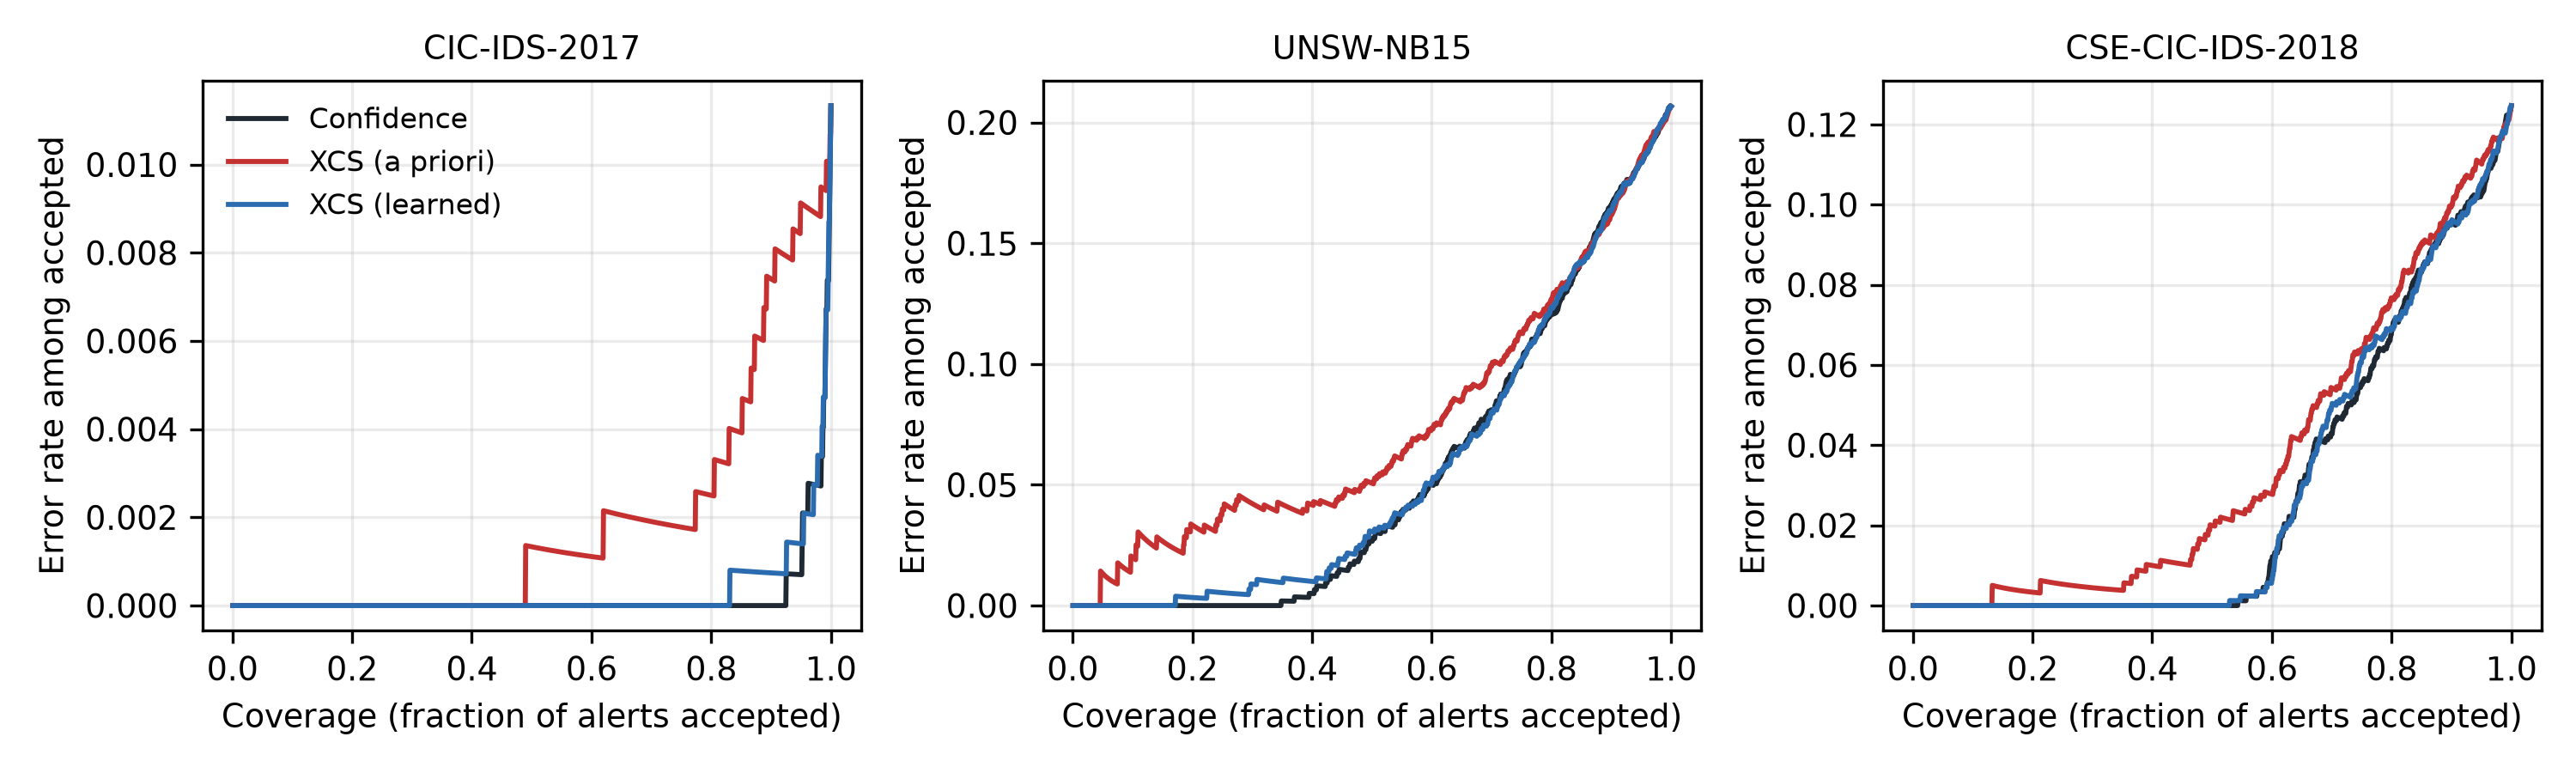 CIC-IDS-2017
Error rate among accepted
0.010
0.008
0.006
0.004
0.002
0.000
Confidence
XCS (a priori)
XCS (learned)
0.0 0.2 0.4 0.6 0.8 1.0
Coverage (fraction of alerts accepted)
UNSW-NB15
Error rate among accepted
0.20
0.15
0.10
0.05
0.00
0.0 0.2 0.4 0.6 0.8 1.0
Coverage (fraction of alerts accepted)
CSE-CIC-IDS-2018
Error rate among accepted
0.12
0.10
0.08
0.06
0.04
0.02
0.00
0.0 0.2 0.4 0.6 0.8 1.0
Coverage (fraction of alerts accepted)